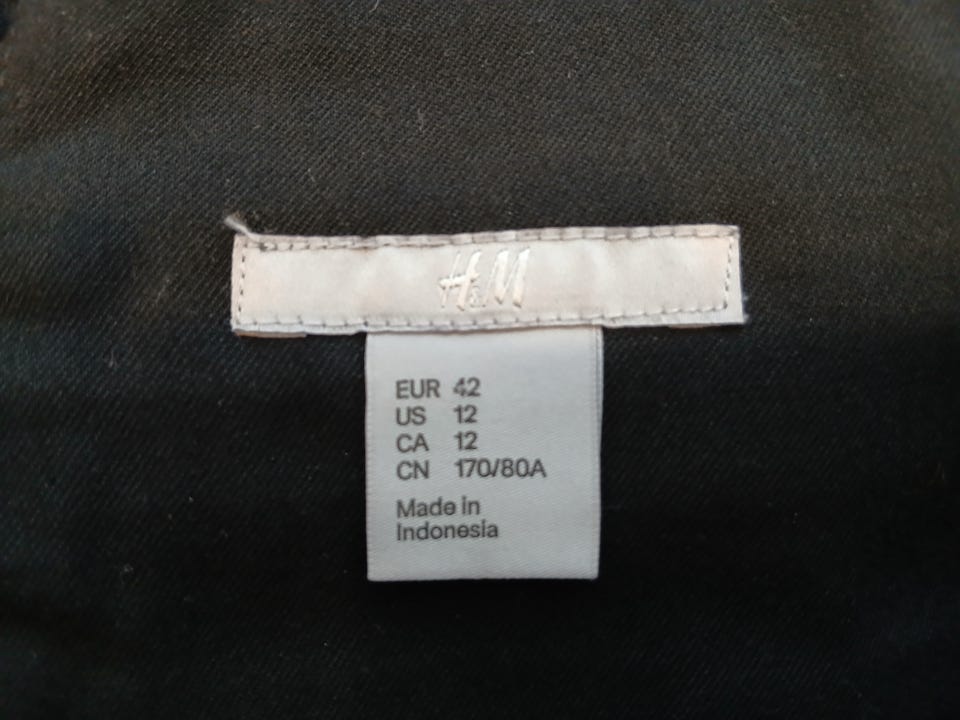 H&M
EUR 42
US 12
CA 12
CN 170/80A
Made in
Indonesia